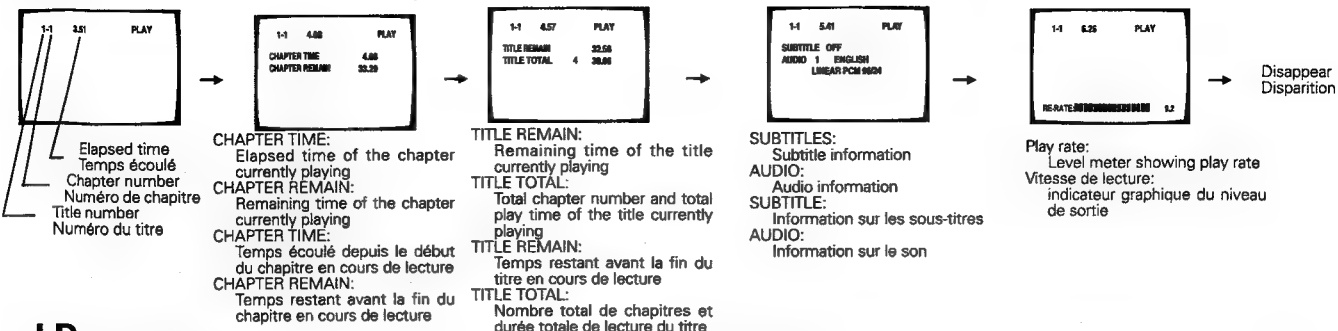 1-1 3.51 PLAY
Elapsed time
Temps écoulé
Chapter number
Numéro de chapitre
Title number
Numéro du titre
1-1 4.08 PLAY
CHAPTER TIME 4.08
CHAPTER REMAIN 33.29
CHAPTER TIME:
Elapsed time of the chapter
currently playing
CHAPTER REMAIN:
Remaining time of the chapter
currently playing
CHAPTER TIME:
Temps écoulé depuis le début
du chapitre en cours de lecture
CHAPTER REMAIN:
Temps restant avant la fin du
chapitre en cours de lecture
1-1 4.57 PLAY
TITLE REMAIN 32.58
TITLE TOTAL 4
TITLE REMAIN:
Remaining time of the title
currently playing
TITLE TOTAL:
Total chapter number and total
play time of the title currently
playing
TITLE REMAIN:
Temps restant avant la fin du
titre en cours de lecture
TITLE TOTAL:
Nombre total de chapitres et
durée totale de lecture du titre
1-1 5.41 PLAY
SUBTITLE OFF
AUDIO 1 ENGLISH
LINEAR PCM
SUBTITLES:
Subtitle information
AUDIO:
Audio information
SUBTITLE:
Information sur les sous-titres
AUDIO:
Information sur le son
1-1 6.25 PLAY
RE-RATE: 9.2
Play rate:
Level meter showing play rate
Vitesse de lecture:
indicateur graphique du niveau
de sortie
Disappear
Disparition